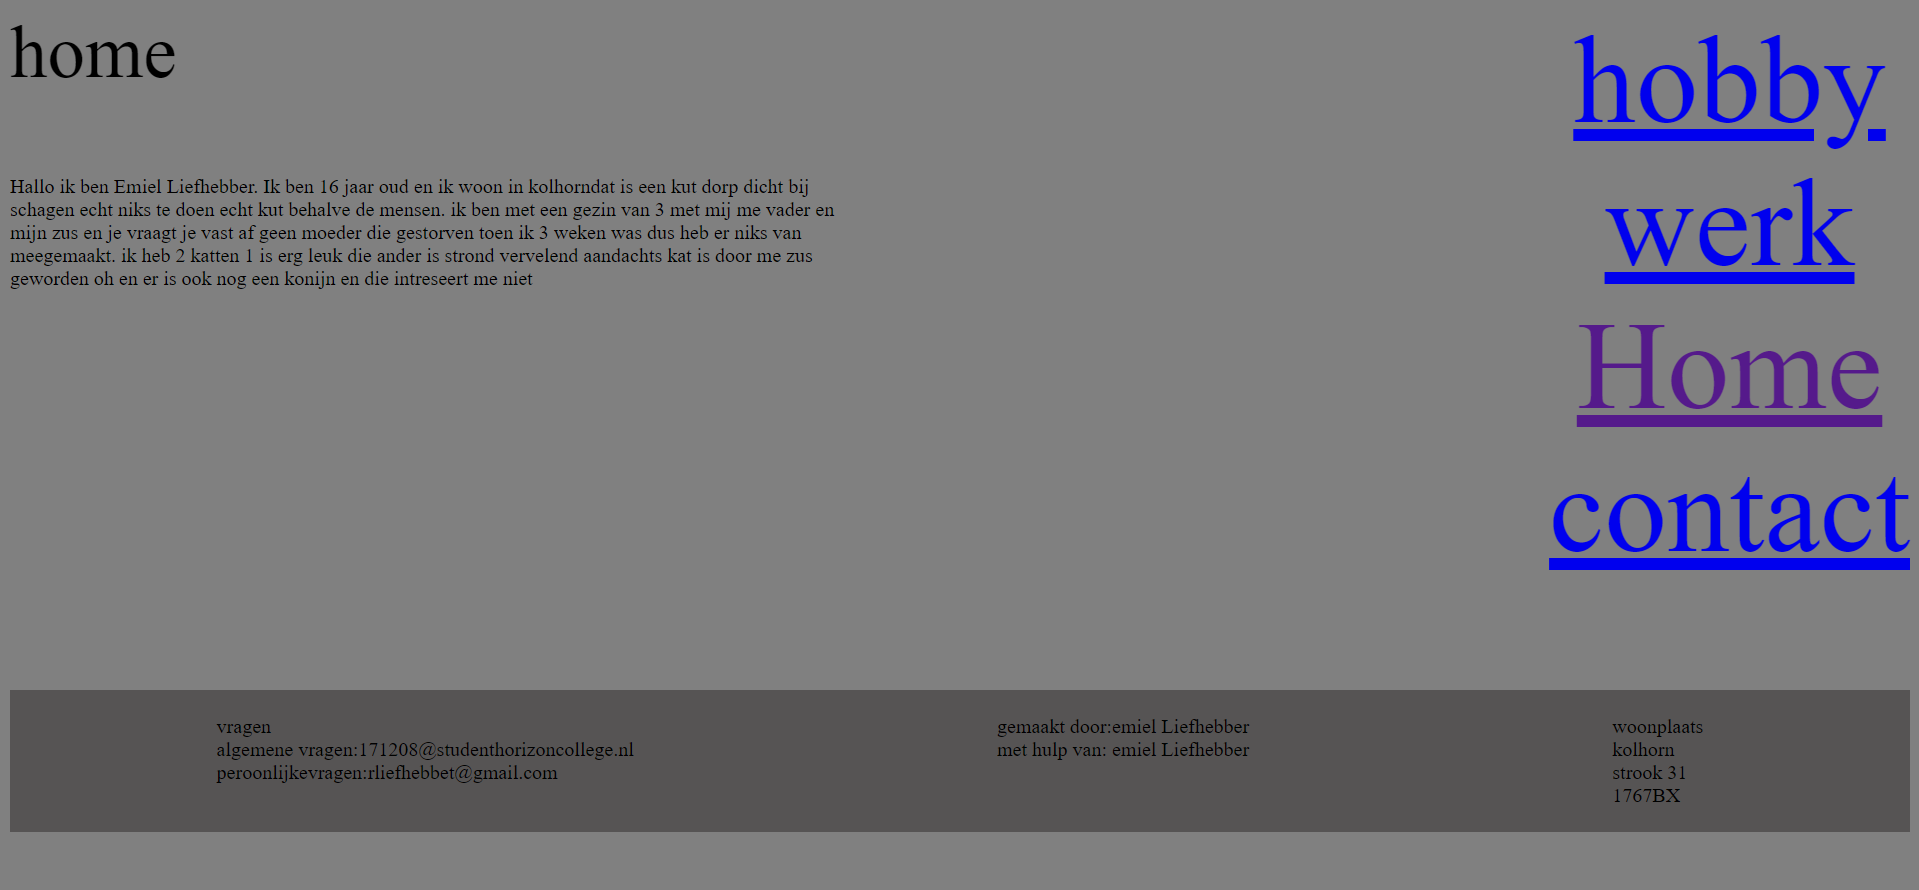 home
hobby
werk
Home
contact
Hallo ik ben Emiel Liefhebber. Ik ben 16 jaar oud en ik woon in kolhorndat is een kut dorp dicht bij
schagen echt niks te doen echt kut behalve de mensen. ik ben met een gezin van 3 met mij me vader en
mijn zus en je vraagt je vast af geen moeder die gestorven toen ik 3 weken was dus heb er niks van
meegemaakt. ik heb 2 katten 1 is erg leuk die ander is strond vervelend aandachts kat is door me zus
geworden oh en er is ook nog een konijn en die intreseert me niet
vragen
algemene vragen:171208@studenthorizoncollege.nl
peroonlijkevragen:rliefhebbet@gmail.com
gemaakt door:emiel Liefhebber
met hulp van: emiel Liefhebber
woonplaats
kolhorn
strook 31
1767BX